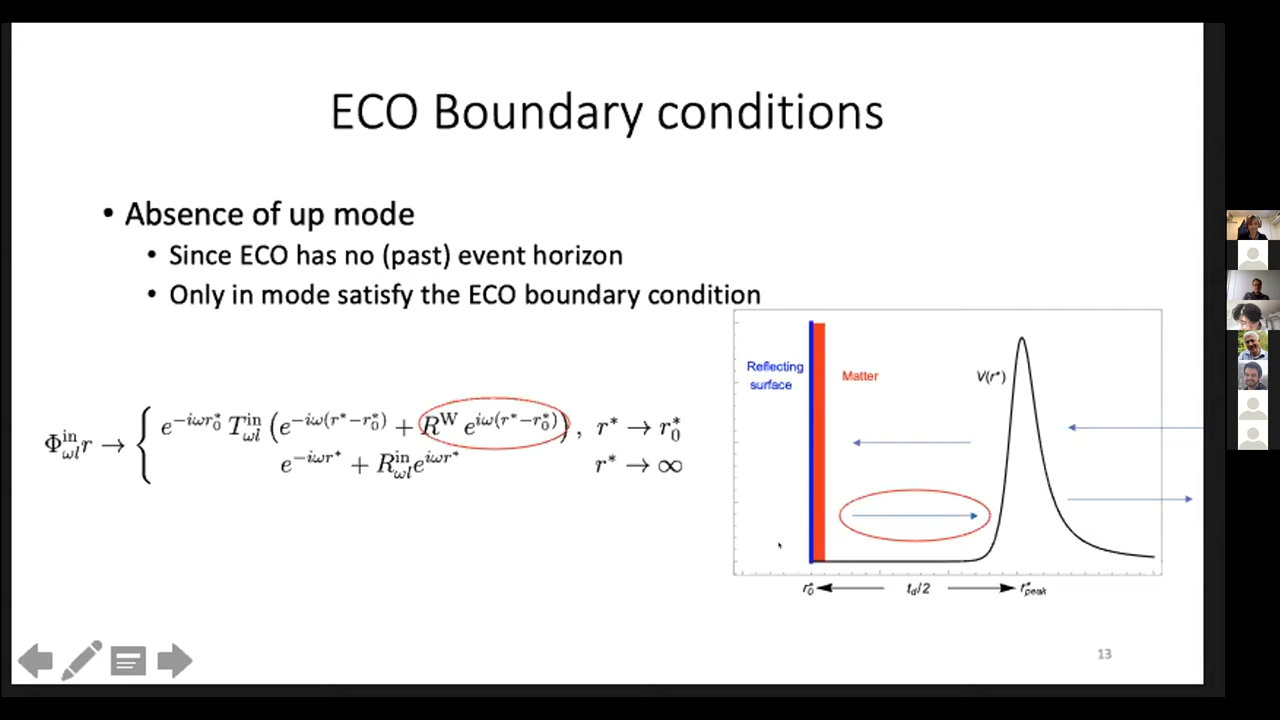 ECO Boundary conditions
• Absence of up mode
• Since ECO has no (past) event horizon
• Only in mode satisfy the ECO boundary condition
Reflecting
surface
Matter
V(r*)
Φ^in_ωl r → { e^{-iωr*_0} T^in_ωl (e^{-iω(r*-r*_0)} + R^W e^{iω(r*-r*_0)}), r* → r*_0
e^{-iωr*} + R^in_ωl e^{iωr*} r* → ∞
r*_0 t_d/2 r*_peak
13